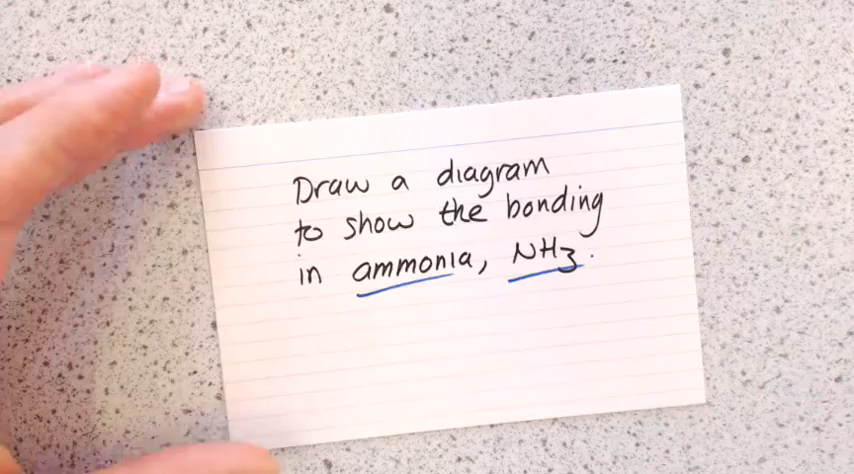 Draw a diagram
to show the bonding
in ammonia, NH3.